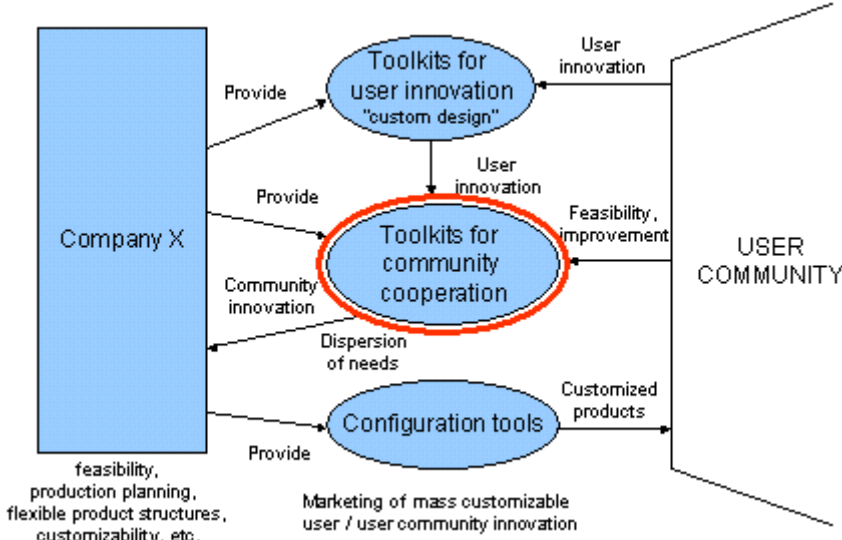 Toolkits for
user innovation
"custom design"
User
innovation
Provide
User
innovation
Provide
Company X
Toolkits for
community
cooperation
Feasibility,
improvement
USER
COMMUNITY
Community
innovation
Dispersion
of needs
Configuration tools
Customized
products
Provide
feasibility,
production planning,
flexible product structures,
customizability, etc.
Marketing of mass customizable
user / user community innovation